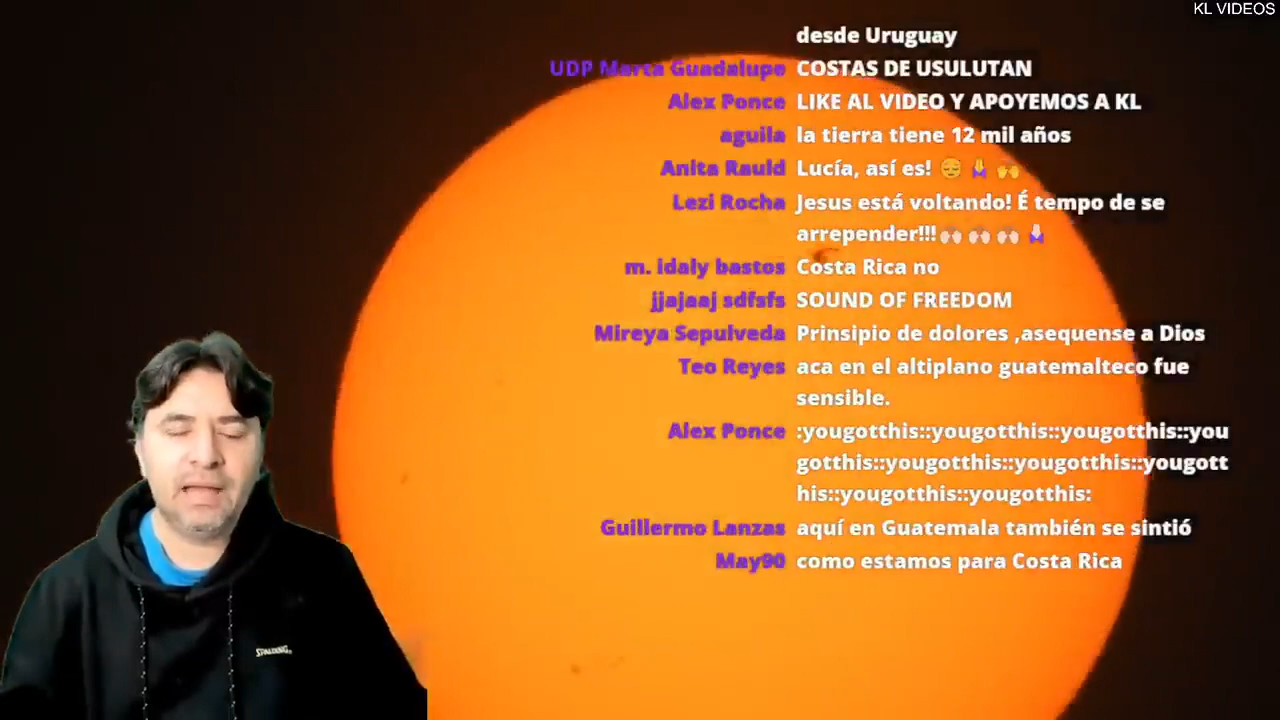 KL VIDEOS
desde Uruguay
UDP Marta Guadalupe COSTAS DE USULUTAN
Alex Ponce LIKE AL VIDEO Y APOYEMOS A KL
aguila la tierra tiene 12 mil años
Anita Rauld Lucía, así es! 😔 🙏 🙌
Lezi Rocha Jesus está voltando! É tempo de se
arrepender!!! 🙌🏻 🙌🏻 🙌🏻 🙏🏻
m. idaly bastos Costa Rica no
jjajaaj sdfsfs SOUND OF FREEDOM
Mireya Sepulveda Prinsipio de dolores ,asequense a Dios
Teo Reyes aca en el altiplano guatemalteco fue
sensible.
Alex Ponce :yougotthis::yougotthis::yougotthis::you
gotthis::yougotthis::yougotthis::yougott
his::yougotthis::yougotthis:
Guillermo Lanzas aquí en Guatemala también se sintió
May90 como estamos para Costa Rica
SPALDING